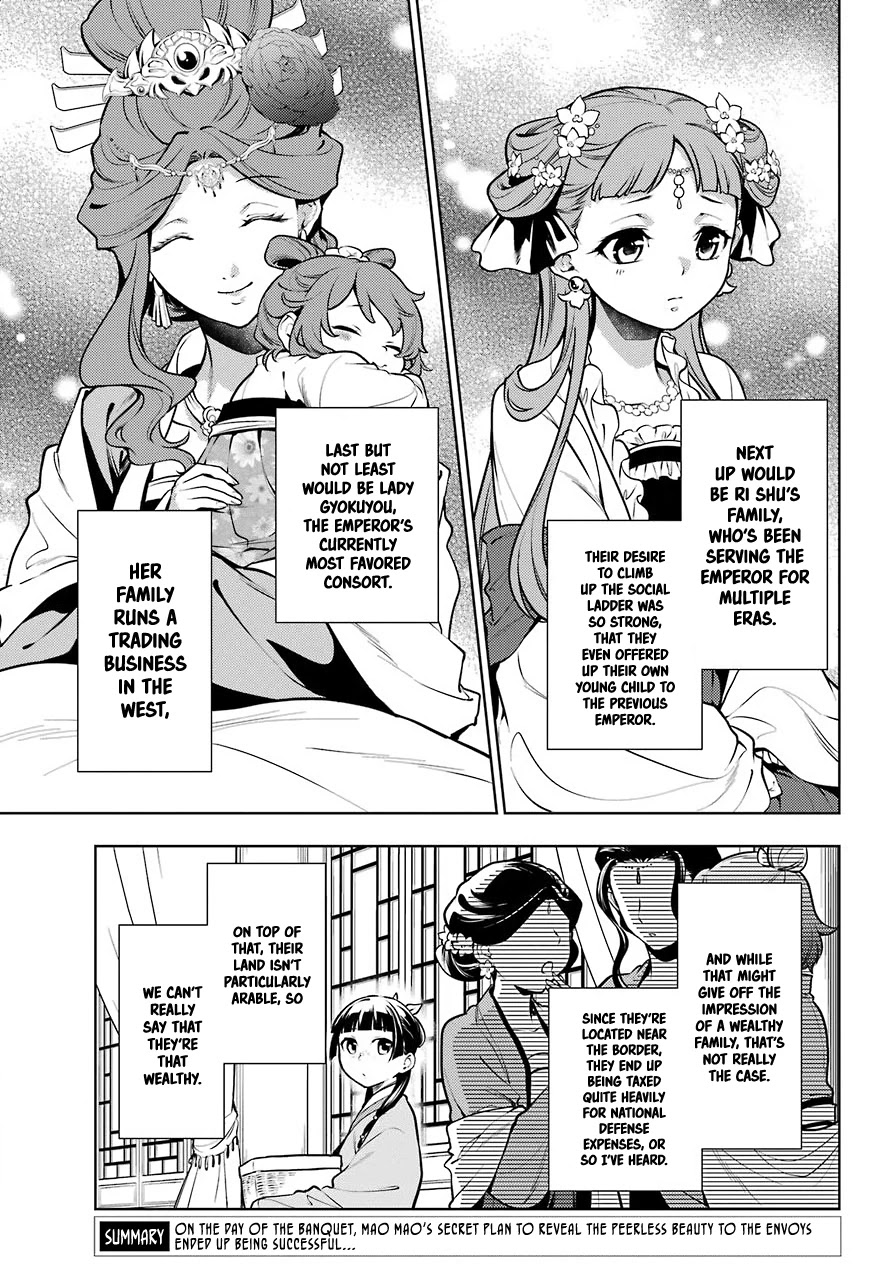 NEXT
UP WOULD
BE RI SHU'S
FAMILY,
WHO'S BEEN
SERVING THE
EMPEROR FOR
MULTIPLE
ERAS.
THEIR DESIRE
TO CLIMB
UP THE SOCIAL
LADDER WAS
SO STRONG,
THAT THEY
EVEN OFFERED
UP THEIR OWN
YOUNG CHILD TO
THE PREVIOUS
EMPEROR.
LAST BUT
NOT LEAST
WOULD BE LADY
GYOKUYOU,
THE EMPEROR'S
CURRENTLY
MOST FAVORED
CONSORT.
HER
FAMILY
RUNS A
TRADING
BUSINESS
IN THE
WEST,
AND WHILE
THAT MIGHT
GIVE OFF THE
IMPRESSION
OF A WEALTHY
FAMILY, THAT'S
NOT REALLY
THE CASE.
SINCE THEY'RE
LOCATED NEAR
THE BORDER,
THEY END UP
BEING TAXED
QUITE HEAVILY
FOR NATIONAL
DEFENSE
EXPENSES, OR
SO I'VE HEARD.
ON TOP OF
THAT, THEIR
LAND ISN'T
PARTICULARLY
ARABLE, SO
WE CAN'T
REALLY
SAY THAT
THEY'RE
THAT
WEALTHY.
SUMMARY
ON THE DAY OF THE BANQUET, MAO MAO'S SECRET PLAN TO REVEAL THE PEERLESS BEAUTY TO THE ENVOYS
ENDED UP BEING SUCCESSFUL...